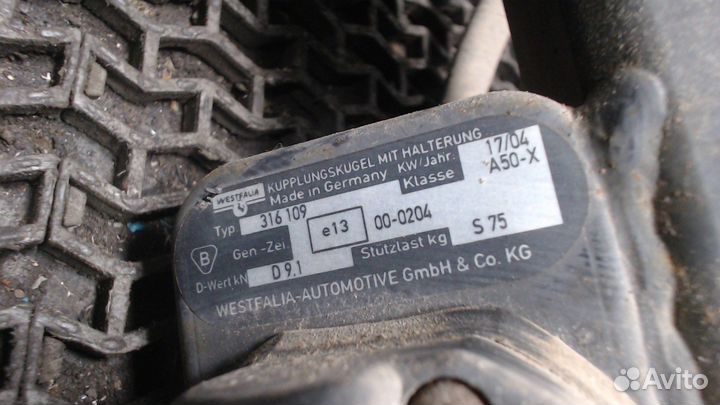 KUPPLUNGSKUGEL MIT HALTERUNG
WESTFALIA Made in Germany KW/Jahr: 17/04
Typ 316 109 Klasse A50-X
B Gen.-Zei. e13 00-0204
D-Wert kN D 9.1 Stützlast kg S 75
WESTFALIA-AUTOMOTIVE GmbH & Co. KG
Avito